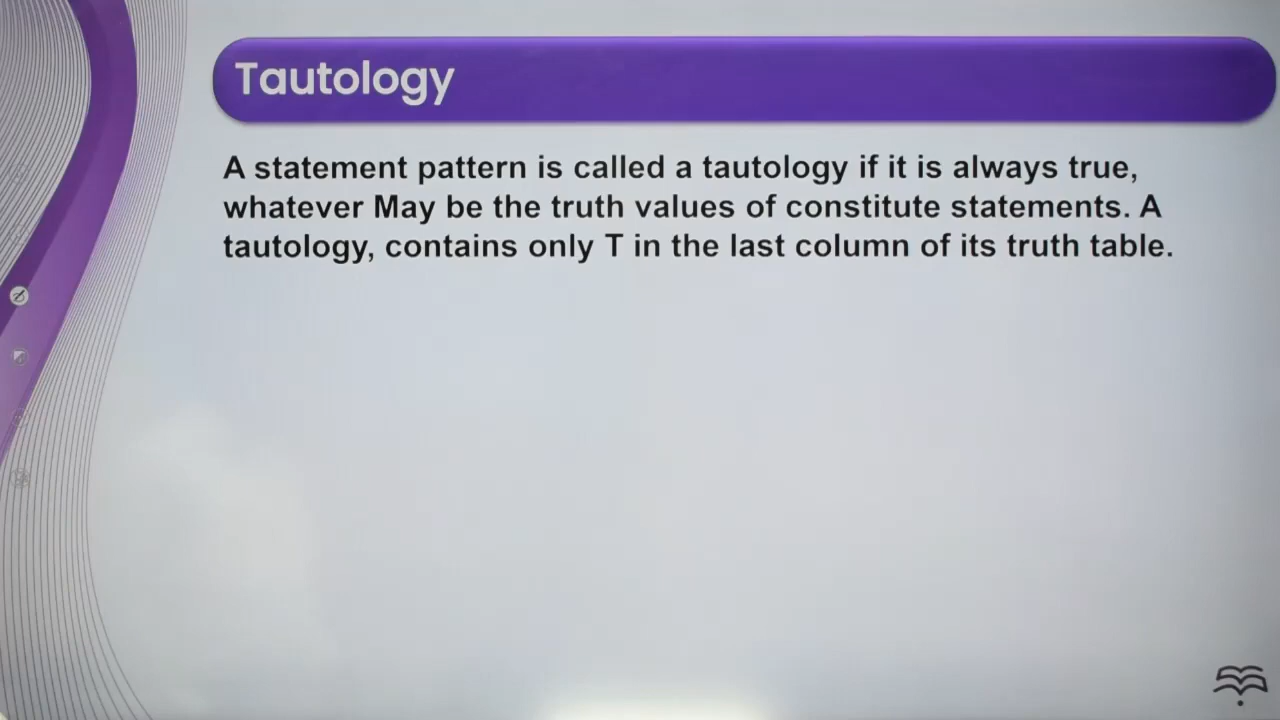 Tautology
A statement pattern is called a tautology if it is always true,
whatever May be the truth values of constitute statements. A
tautology, contains only T in the last column of its truth table.